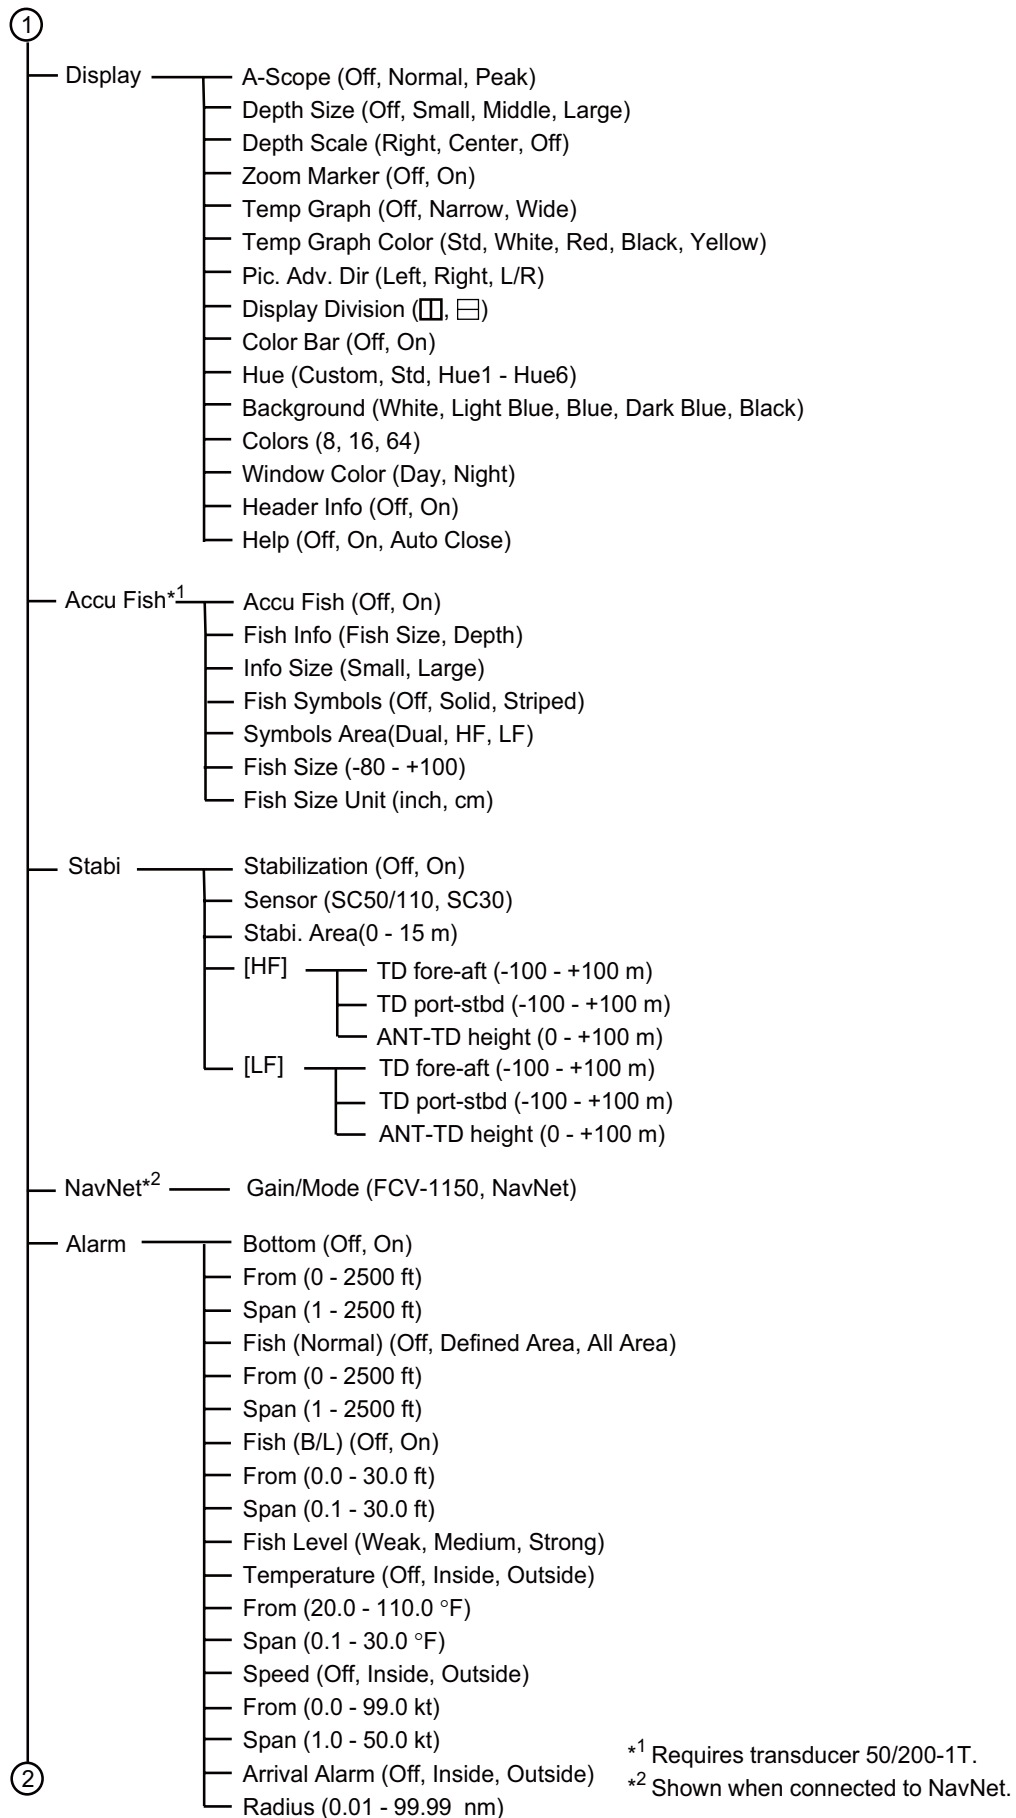 1
Display
A-Scope (Off, Normal, Peak)
Depth Size (Off, Small, Middle, Large)
Depth Scale (Right, Center, Off)
Zoom Marker (Off, On)
Temp Graph (Off, Narrow, Wide)
Temp Graph Color (Std, White, Red, Black, Yellow)
Pic. Adv. Dir (Left, Right, L/R)
Display Division (◫, ⊟)
Color Bar (Off, On)
Hue (Custom, Std, Hue1 - Hue6)
Background (White, Light Blue, Blue, Dark Blue, Black)
Colors (8, 16, 64)
Window Color (Day, Night)
Header Info (Off, On)
Help (Off, On, Auto Close)
Accu Fish*1
Accu Fish (Off, On)
Fish Info (Fish Size, Depth)
Info Size (Small, Large)
Fish Symbols (Off, Solid, Striped)
Symbols Area(Dual, HF, LF)
Fish Size (-80 - +100)
Fish Size Unit (inch, cm)
Stabi
Stabilization (Off, On)
Sensor (SC50/110, SC30)
Stabi. Area(0 - 15 m)
[HF]
TD fore-aft (-100 - +100 m)
TD port-stbd (-100 - +100 m)
ANT-TD height (0 - +100 m)
[LF]
TD fore-aft (-100 - +100 m)
TD port-stbd (-100 - +100 m)
ANT-TD height (0 - +100 m)
NavNet*2
Gain/Mode (FCV-1150, NavNet)
Alarm
Bottom (Off, On)
From (0 - 2500 ft)
Span (1 - 2500 ft)
Fish (Normal) (Off, Defined Area, All Area)
From (0 - 2500 ft)
Span (1 - 2500 ft)
Fish (B/L) (Off, On)
From (0.0 - 30.0 ft)
Span (0.1 - 30.0 ft)
Fish Level (Weak, Medium, Strong)
Temperature (Off, Inside, Outside)
From (20.0 - 110.0 °F)
Span (0.1 - 30.0 °F)
Speed (Off, Inside, Outside)
From (0.0 - 99.0 kt)
Span (1.0 - 50.0 kt)
Arrival Alarm (Off, Inside, Outside)
Radius (0.01 - 99.99 nm)
2
*1 Requires transducer 50/200-1T.
*2 Shown when connected to NavNet.